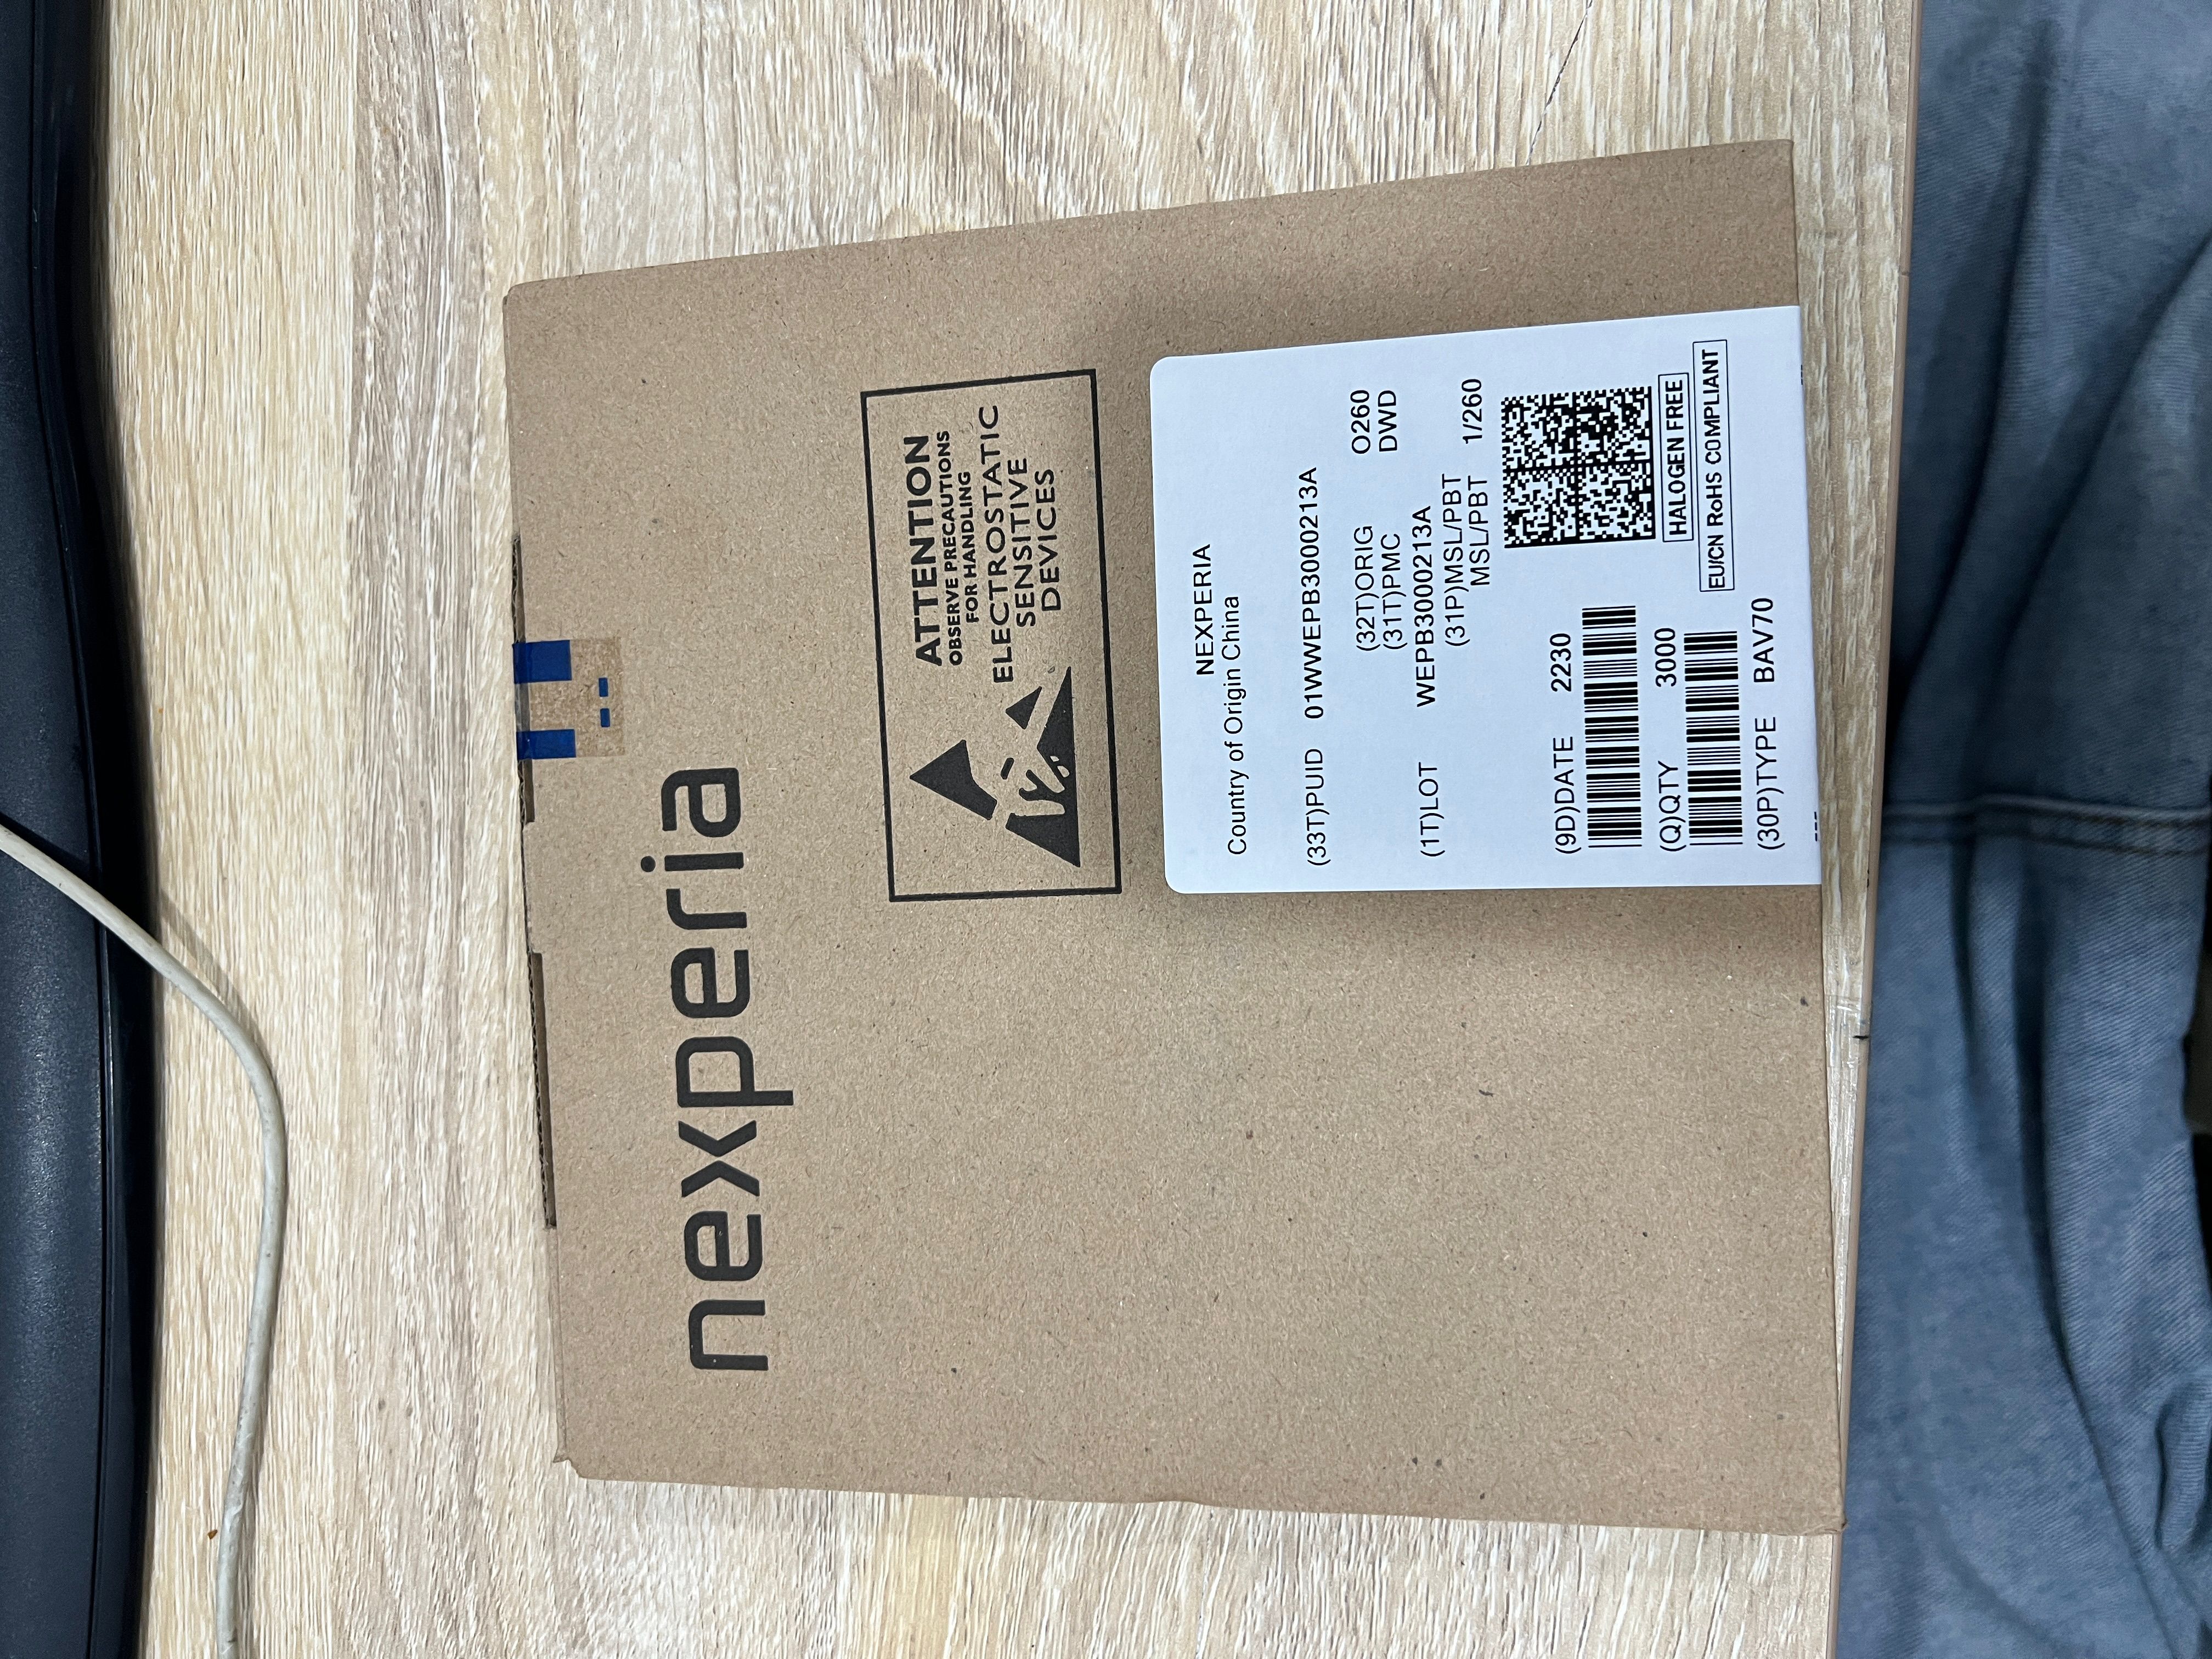 nexperia
ATTENTION
OBSERVE PRECAUTIONS
FOR HANDLING
ELECTROSTATIC
SENSITIVE
DEVICES
NEXPERIA
Country of Origin China
(33T)PUID 01WWEPB3000213A
(32T)ORIG O260
(31T)PMC DWD
(1T)LOT WEPB3000213A
(31P)MSL/PBT
MSL/PBT 1/260
(9D)DATE 2230
(Q)QTY 3000
HALOGEN FREE
EU/CN RoHS COMPLIANT
(30P)TYPE BAV70